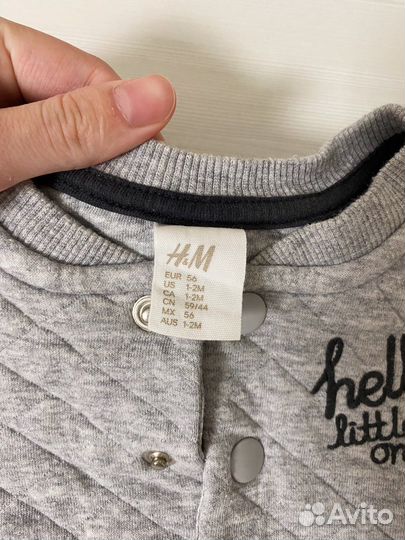 H&M
EUR 56
US 1-2M
CA 1-2M
CN 59/44
MX 56
AUS 1-2M
hell
little
on
Avito